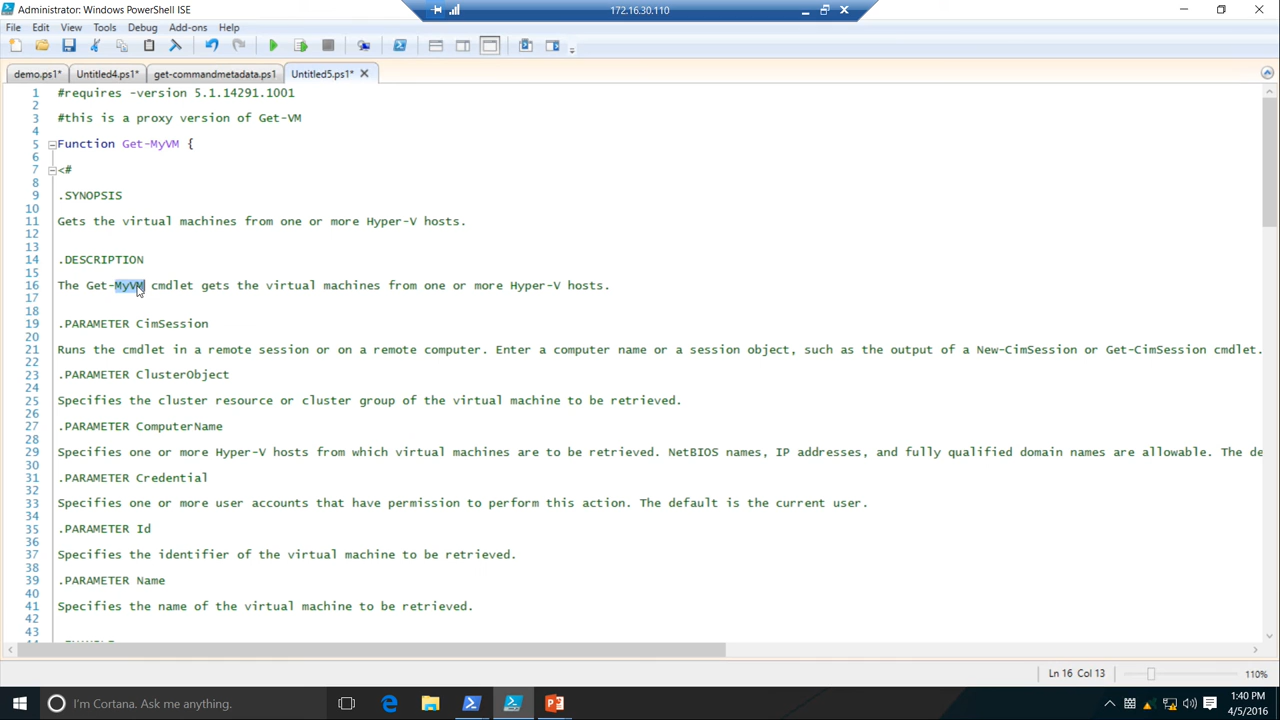 Administrator: Windows PowerShell ISE
172.16.30.110
File Edit View Tools Debug Add-ons Help
demo.ps1* Untitled4.ps1* get-commandmetadata.ps1 Untitled5.ps1*
1 #requires -version 5.1.14291.1001
2
3 #this is a proxy version of Get-VM
4
5 Function Get-MyVM {
6
7 <#
8
9 .SYNOPSIS
10
11 Gets the virtual machines from one or more Hyper-V hosts.
12
13
14 .DESCRIPTION
15
16 The Get-MyVM cmdlet gets the virtual machines from one or more Hyper-V hosts.
17
18
19 .PARAMETER CimSession
20
21 Runs the cmdlet in a remote session or on a remote computer. Enter a computer name or a session object, such as the output of a New-CimSession or Get-CimSession cmdlet.
22
23 .PARAMETER ClusterObject
24
25 Specifies the cluster resource or cluster group of the virtual machine to be retrieved.
26
27 .PARAMETER ComputerName
28
29 Specifies one or more Hyper-V hosts from which virtual machines are to be retrieved. NetBIOS names, IP addresses, and fully qualified domain names are allowable. The de
30
31 .PARAMETER Credential
32
33 Specifies one or more user accounts that have permission to perform this action. The default is the current user.
34
35 .PARAMETER Id
36
37 Specifies the identifier of the virtual machine to be retrieved.
38
39 .PARAMETER Name
40
41 Specifies the name of the virtual machine to be retrieved.
42
43
Ln 16 Col 13 110%
I'm Cortana. Ask me anything.
1:40 PM
4/5/2016